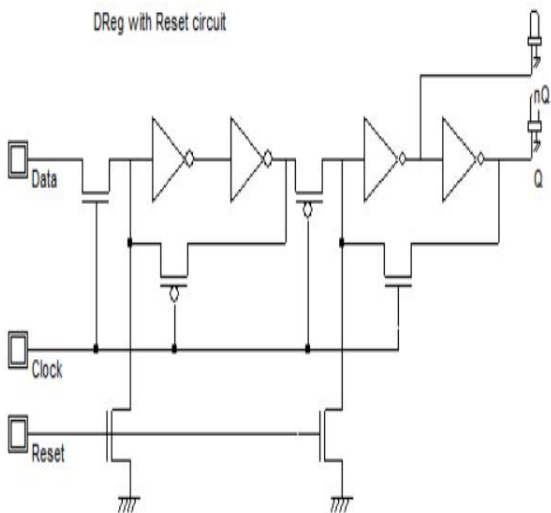 DReg with Reset circuit
nQ
Data
Q
Clock
Reset